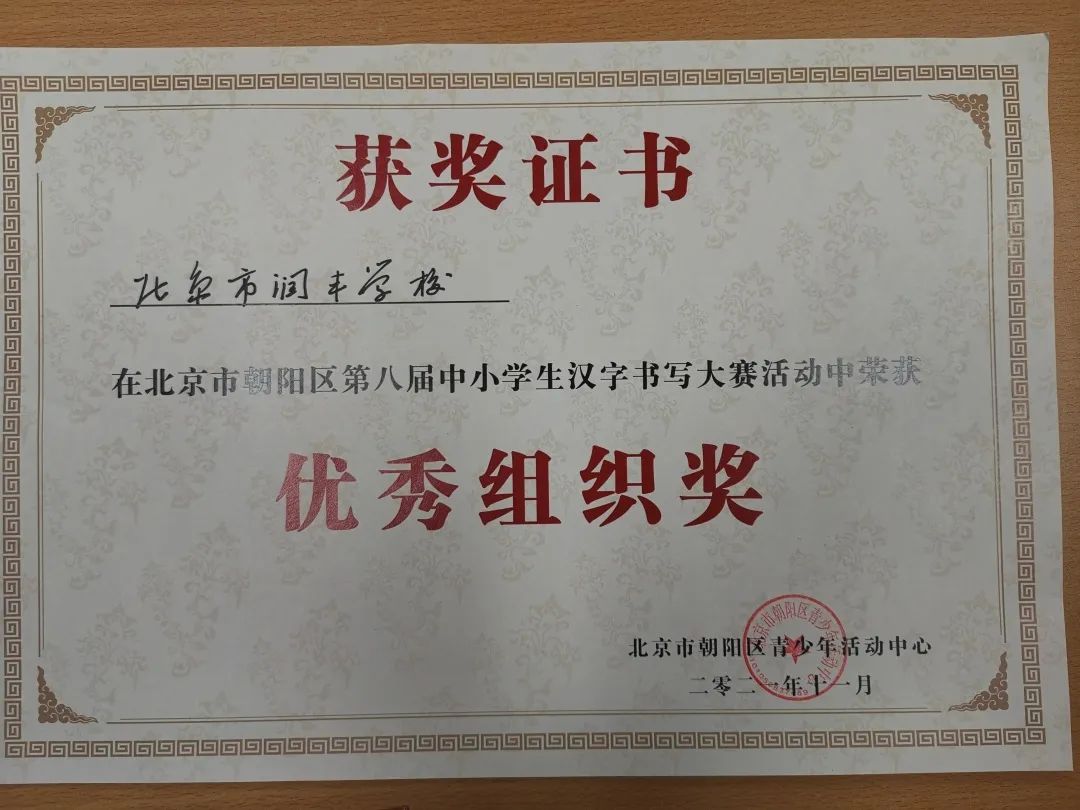 获奖证书
北京市润丰学校
在北京市朝阳区第八届中小学生汉字书写大赛活动中荣获
优秀组织奖
北京市朝阳区青少年活动中心
二零二一年十一月